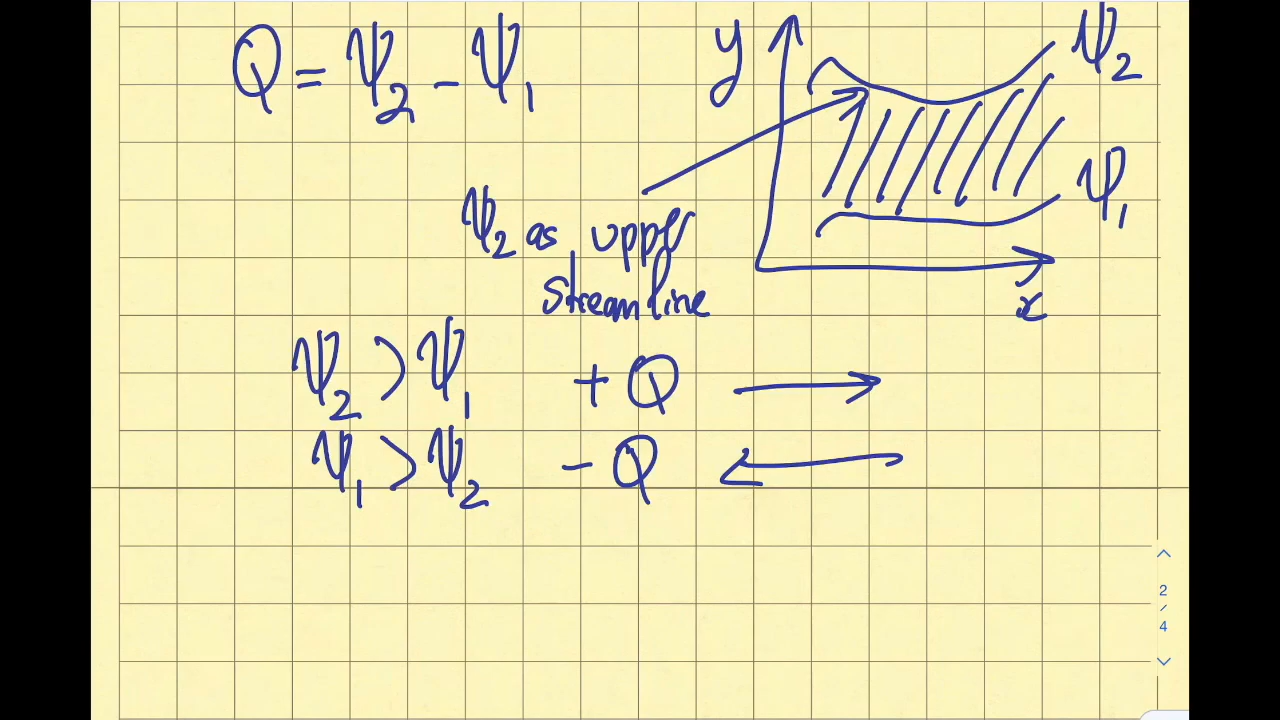 Q = ψ₂ - ψ₁
y
ψ₂
ψ₁
x
ψ₂ as upper
streamline
ψ₂ > ψ₁ + Q →
ψ₁ > ψ₂ - Q ←
2
/
4